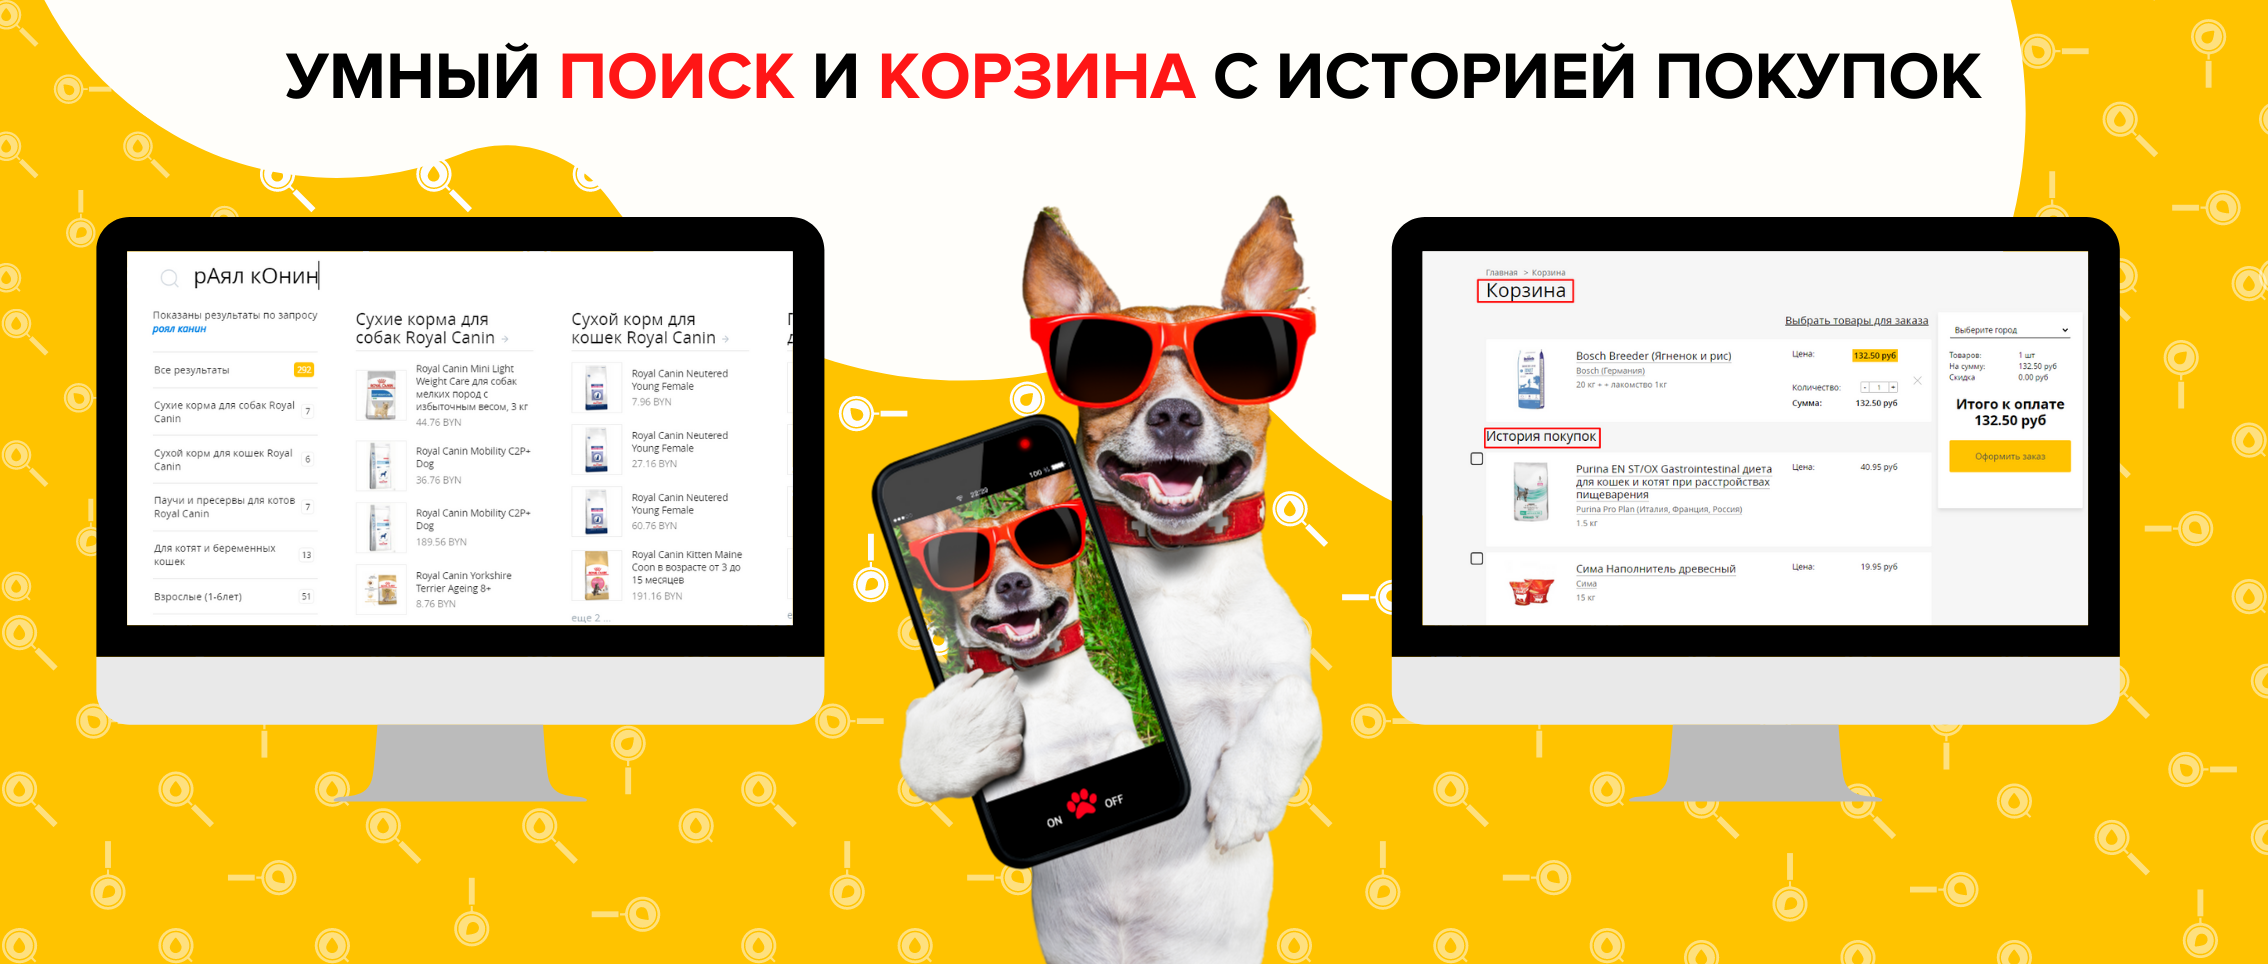 УМНЫЙ ПОИСК И КОРЗИНА С ИСТОРИЕЙ ПОКУПОК
рАял кОнин
Показаны результаты по запросу
роял канин
Все результаты 292
Сухие корма для собак Royal
Canin 7
Сухой корм для кошек Royal
Canin 6
Паучи и пресервы для котов
Royal Canin 7
Для котят и беременных
кошек 13
Взрослые (1-6лет) 51
Сухие корма для
собак Royal Canin →
Royal Canin Mini Light
Weight Care для собак
мелких пород с
избыточным весом, 3 кг
44.76 BYN
Royal Canin Mobility C2P+
Dog
36.76 BYN
Royal Canin Mobility C2P+
Dog
189.56 BYN
Royal Canin Yorkshire
Terrier Ageing 8+
8.76 BYN
Сухой корм для
кошек Royal Canin →
Royal Canin Neutered
Young Female
7.96 BYN
Royal Canin Neutered
Young Female
27.16 BYN
Royal Canin Neutered
Young Female
60.76 BYN
Royal Canin Kitten Maine
Coon в возрасте от 3 до
15 месяцев
191.16 BYN
еще 2 ...
22:20
100 %
ON OFF
Главная > Корзина
Корзина
Выбрать товары для заказа
Bosch Breeder (Ягненок и рис)
Bosch (Германия)
20 кг + + лакомство 1кг
Цена: 132.50 руб
Количество: - 1 +
Сумма: 132.50 руб
История покупок
Purina EN ST/OX Gastrointestinal диета
для кошек и котят при расстройствах
пищеварения
Purina Pro Plan (Италия, Франция, Россия)
1.5 кг
Цена: 40.95 руб
Сима Наполнитель древесный
Сима
15 кг
Цена: 19.95 руб
Выберите город
Товаров: 1 шт
На сумму: 132.50 руб
Скидка 0.00 руб
Итого к оплате
132.50 руб
Оформить заказ